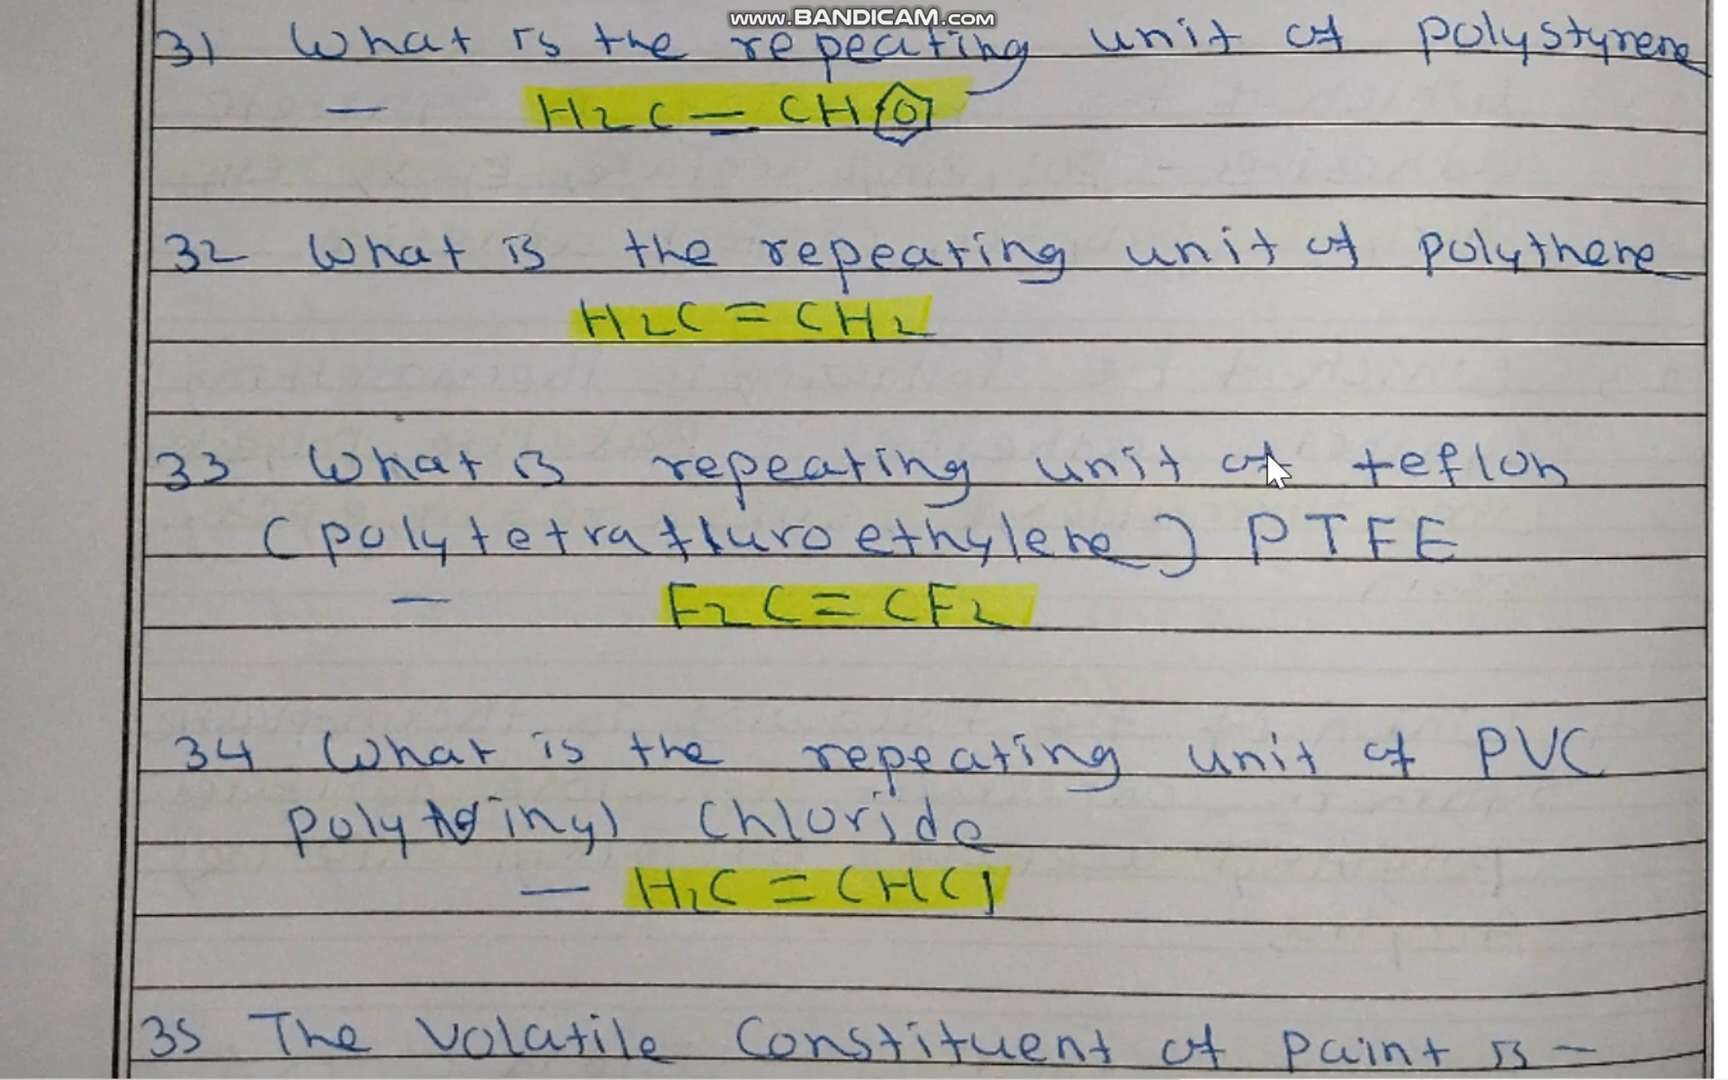 www.BANDICAM.com
31 What is the repeating unit of polystyrene
— H2C = CH
32 What is the repeating unit of polythene
H2C = CH2
33 What is repeating unit of teflon
(polytetrafluroethylene) PTFE
— F2C = CF2
34 What is the repeating unit of PVC
poly vinyl chloride
— H2C = CHCl
35 The volatile constituent of paint is –